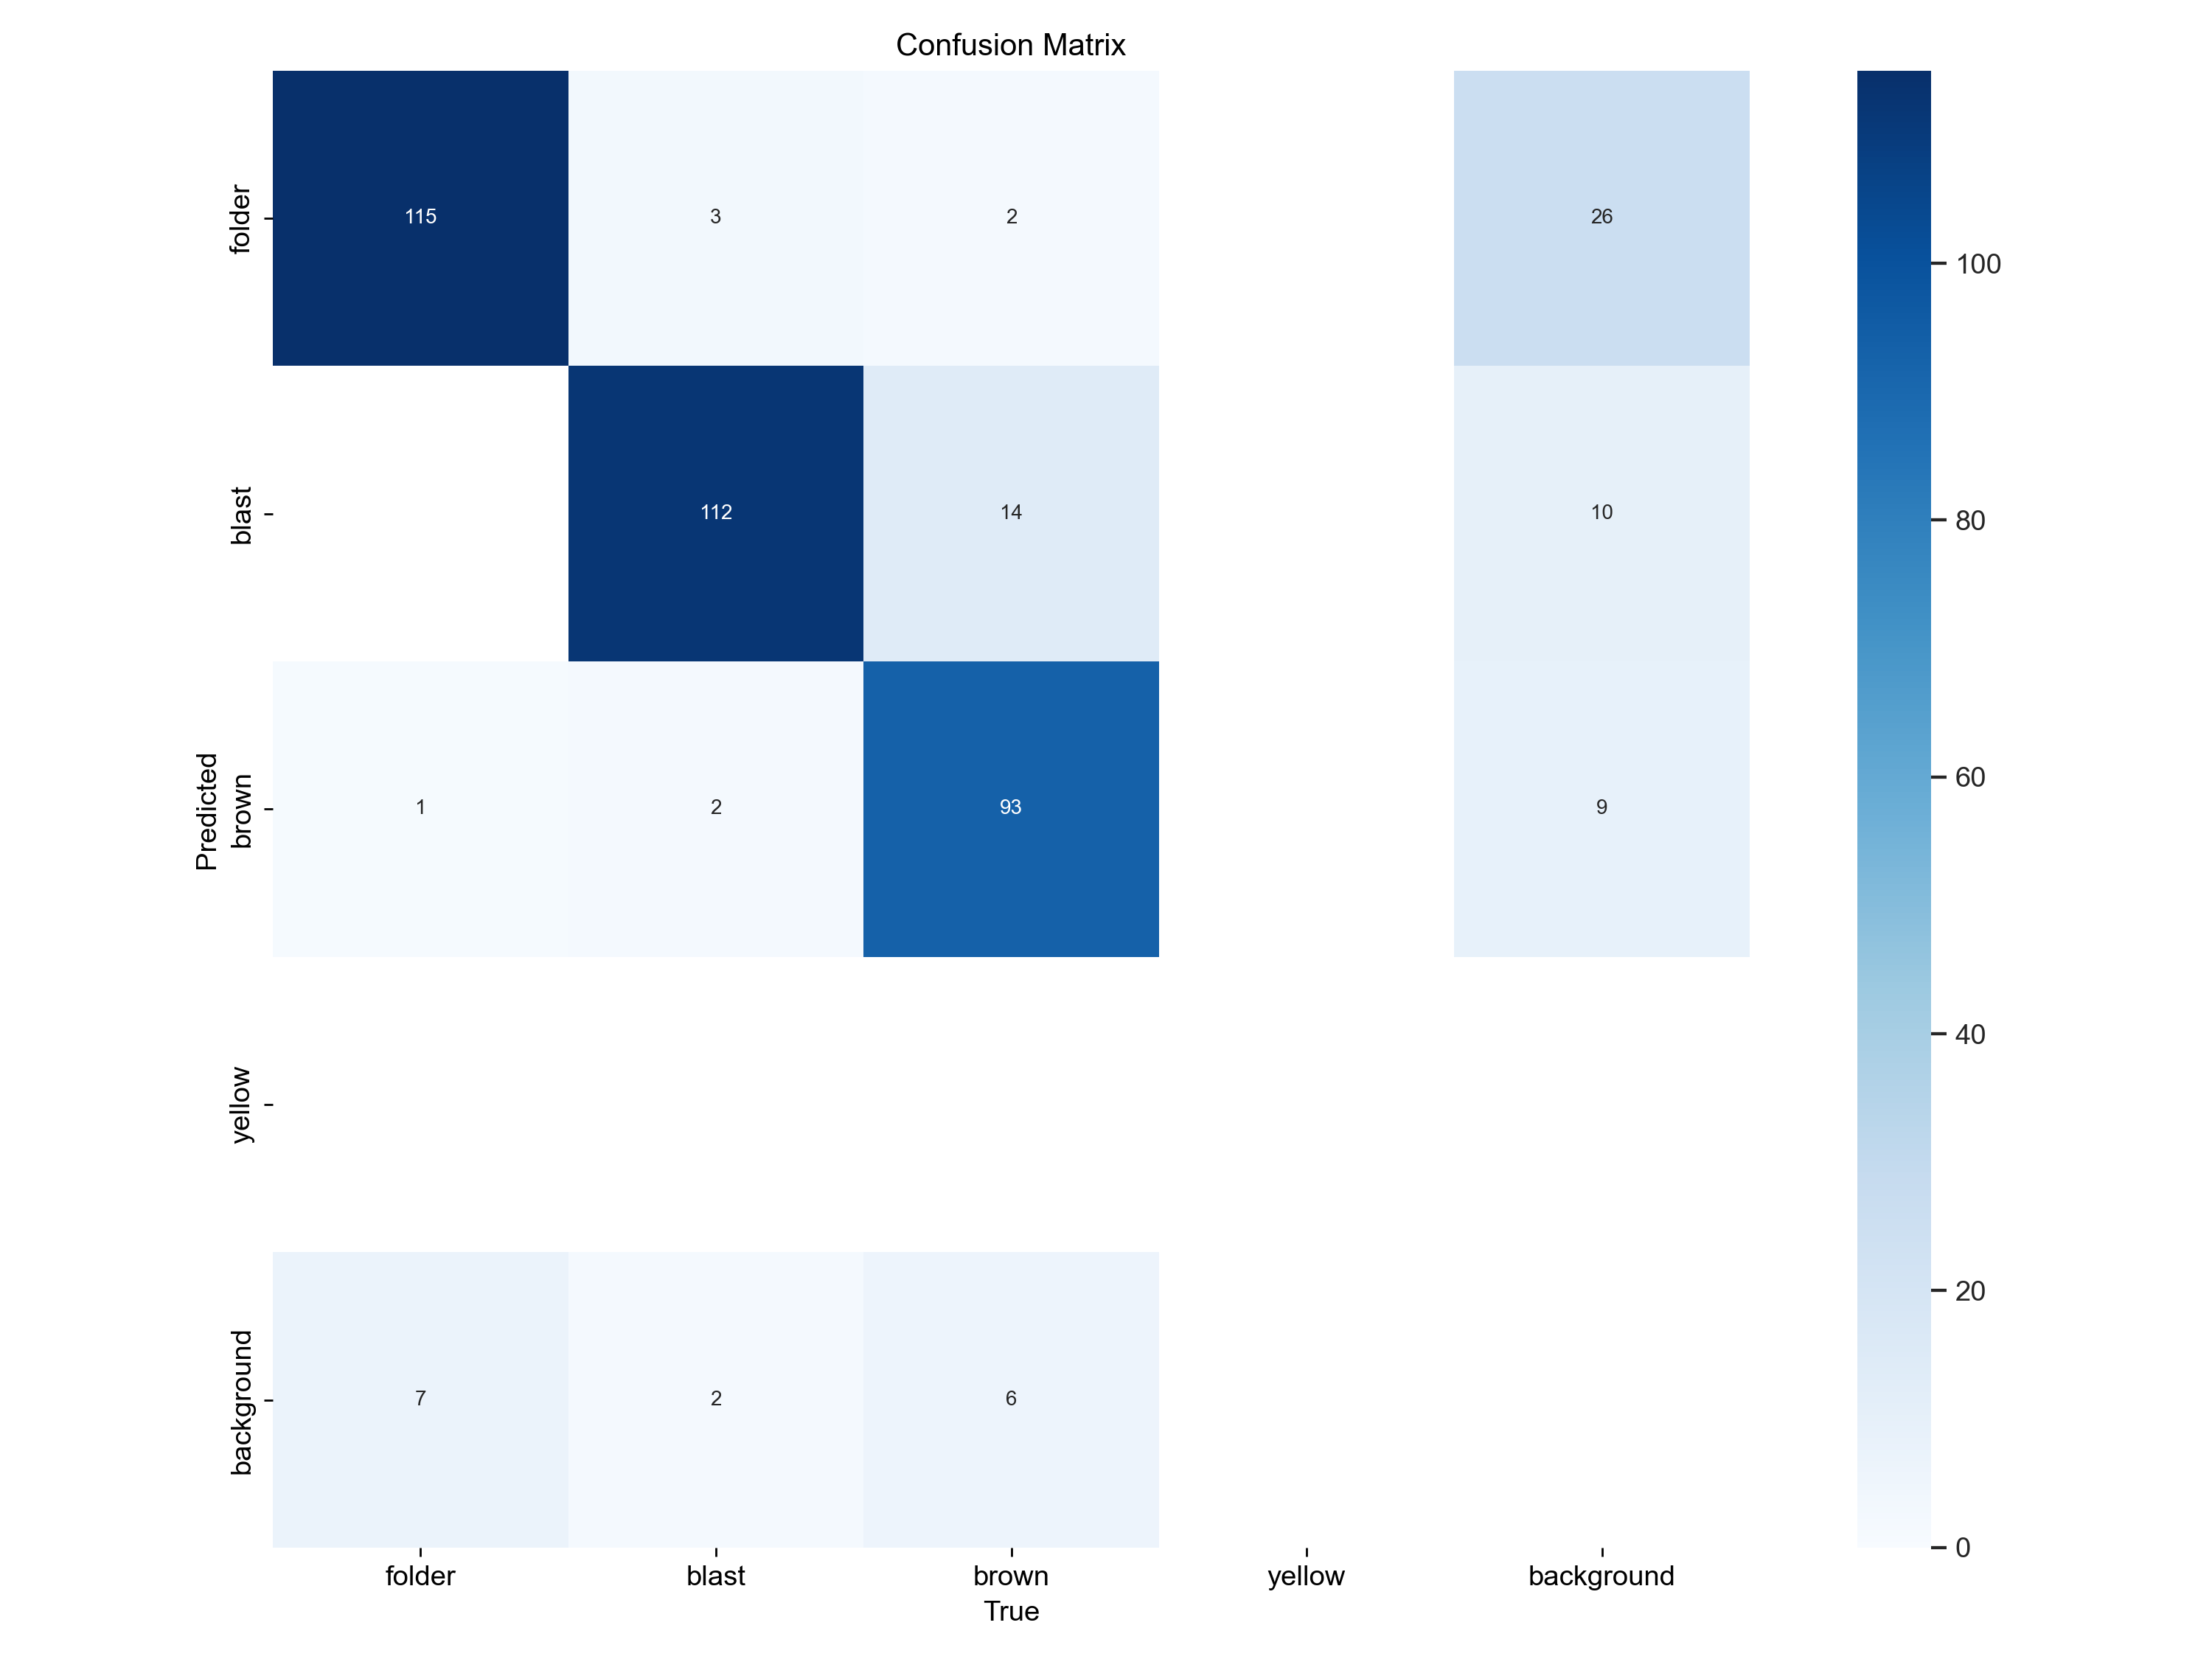 Confusion Matrix
folder
115 3 2 26
100
blast
112 14 10
80
Predicted
brown
1 2 93 9
60
40
yellow
20
background
7 2 6
0
folder blast brown yellow background
True